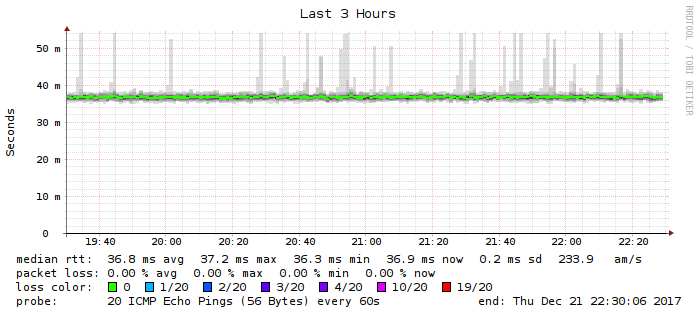 Last 3 Hours
RRDTOOL / TOBI OETIKER
Seconds
50 m
40 m
30 m
20 m
10 m
0
19:40 20:00 20:20 20:40 21:00 21:20 21:40 22:00 22:20
median rtt: 36.8 ms avg 37.2 ms max 36.3 ms min 36.9 ms now 0.2 ms sd 233.9 am/s
packet loss: 0.00 % avg 0.00 % max 0.00 % min 0.00 % now
loss color: 0 1/20 2/20 3/20 4/20 10/20 19/20
probe: 20 ICMP Echo Pings (56 Bytes) every 60s end: Thu Dec 21 22:30:06 2017